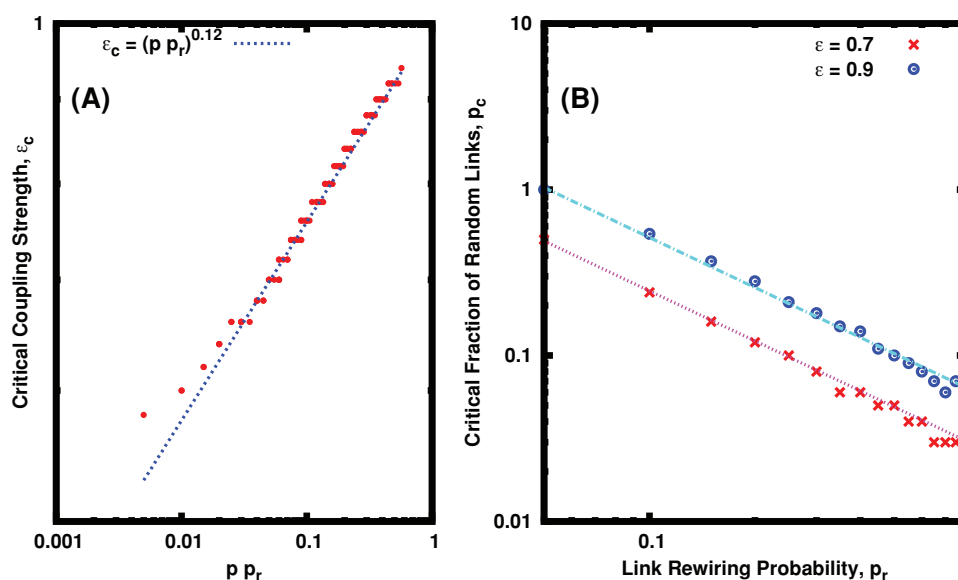 1
ε_c = (p p_r)^0.12
(A)
Critical Coupling Strength, ε_c
0.001
0.01
0.1
1
p p_r
10
1
0.1
0.01
ε = 0.7
ε = 0.9
(B)
Critical Fraction of Random Links, p_c
0.1
Link Rewiring Probability, p_r